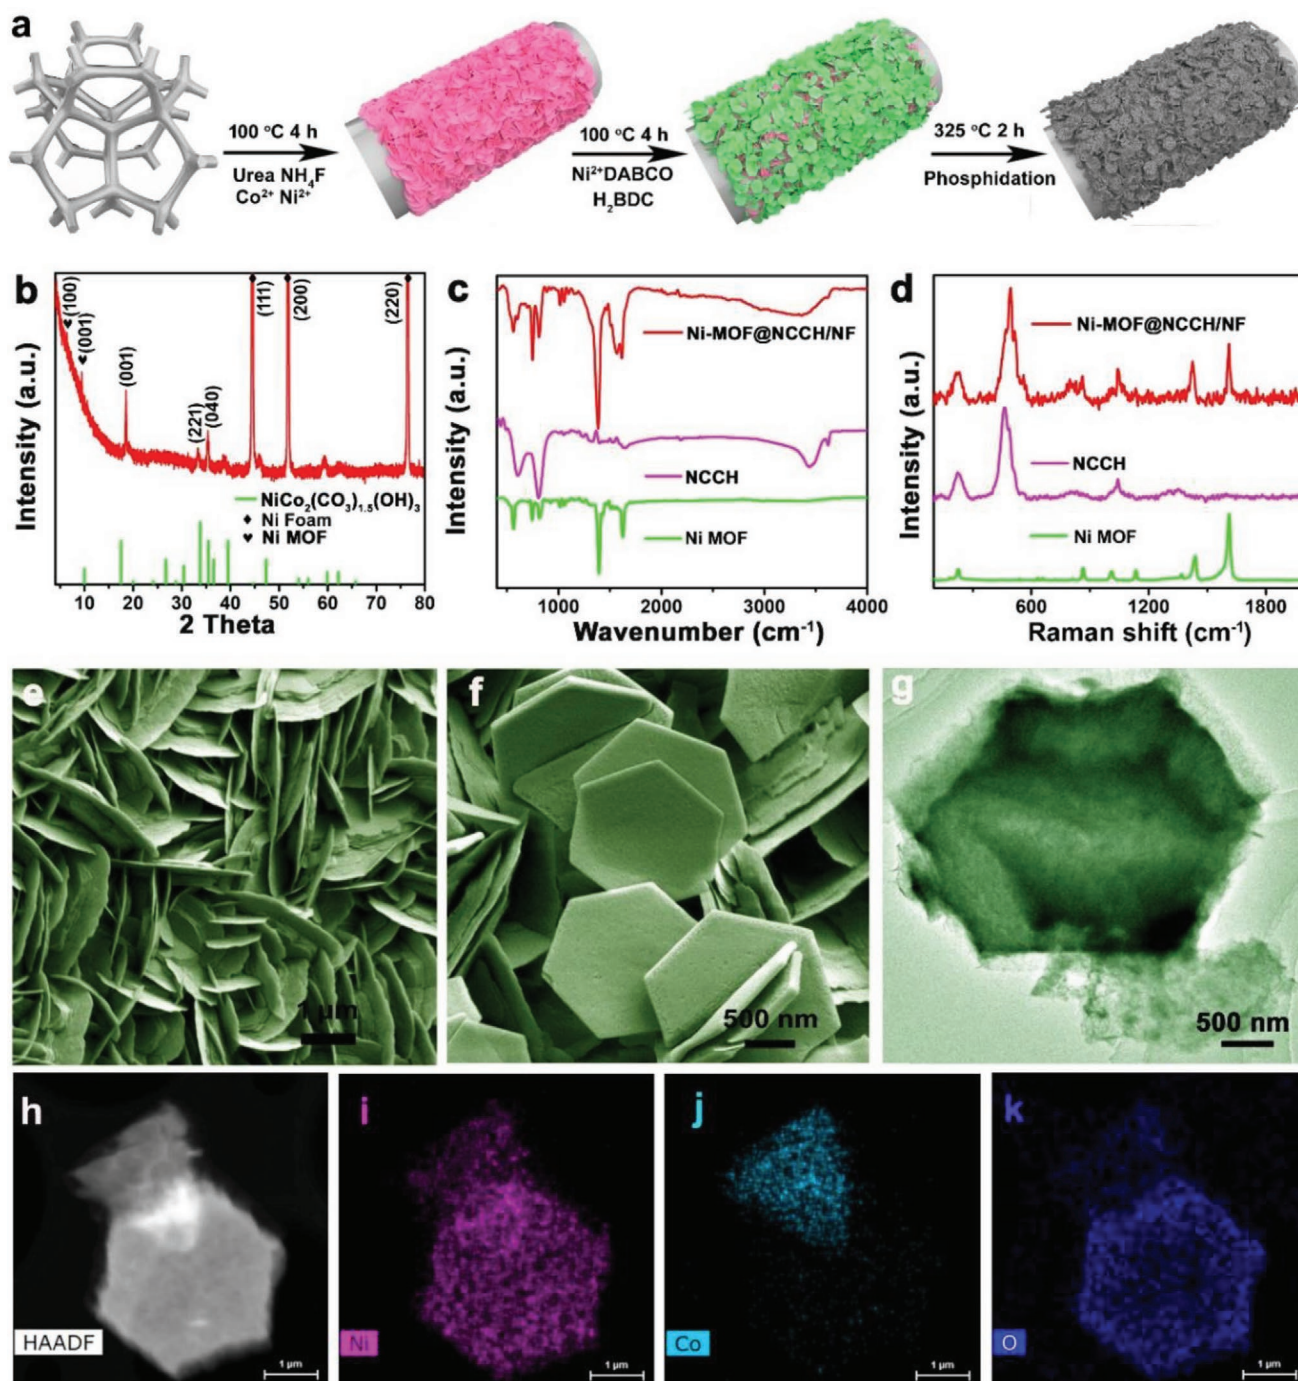 a
100 °C 4 h
Urea NH₄F
Co²⁺ Ni²⁺
100 °C 4 h
Ni²⁺DABCO
H₂BDC
325 °C 2 h
Phosphidation
b
(100)
(001)
(001)
(221)
(040)
(111)
(200)
(220)
Intensity (a.u.)
NiCo₂(CO₃)₁.₅(OH)₃
Ni Foam
Ni MOF
10 20 30 40 50 60 70 80
2 Theta
c
Ni-MOF@NCCH/NF
NCCH
Ni MOF
Intensity (a.u.)
1000 2000 3000 4000
Wavenumber (cm⁻¹)
d
Ni-MOF@NCCH/NF
NCCH
Ni MOF
Intensity (a.u.)
600 1200 1800
Raman shift (cm⁻¹)
e
1 µm
f
500 nm
g
500 nm
h
HAADF
1 µm
i
Ni
1 µm
j
Co
1 µm
k
O
1 µm